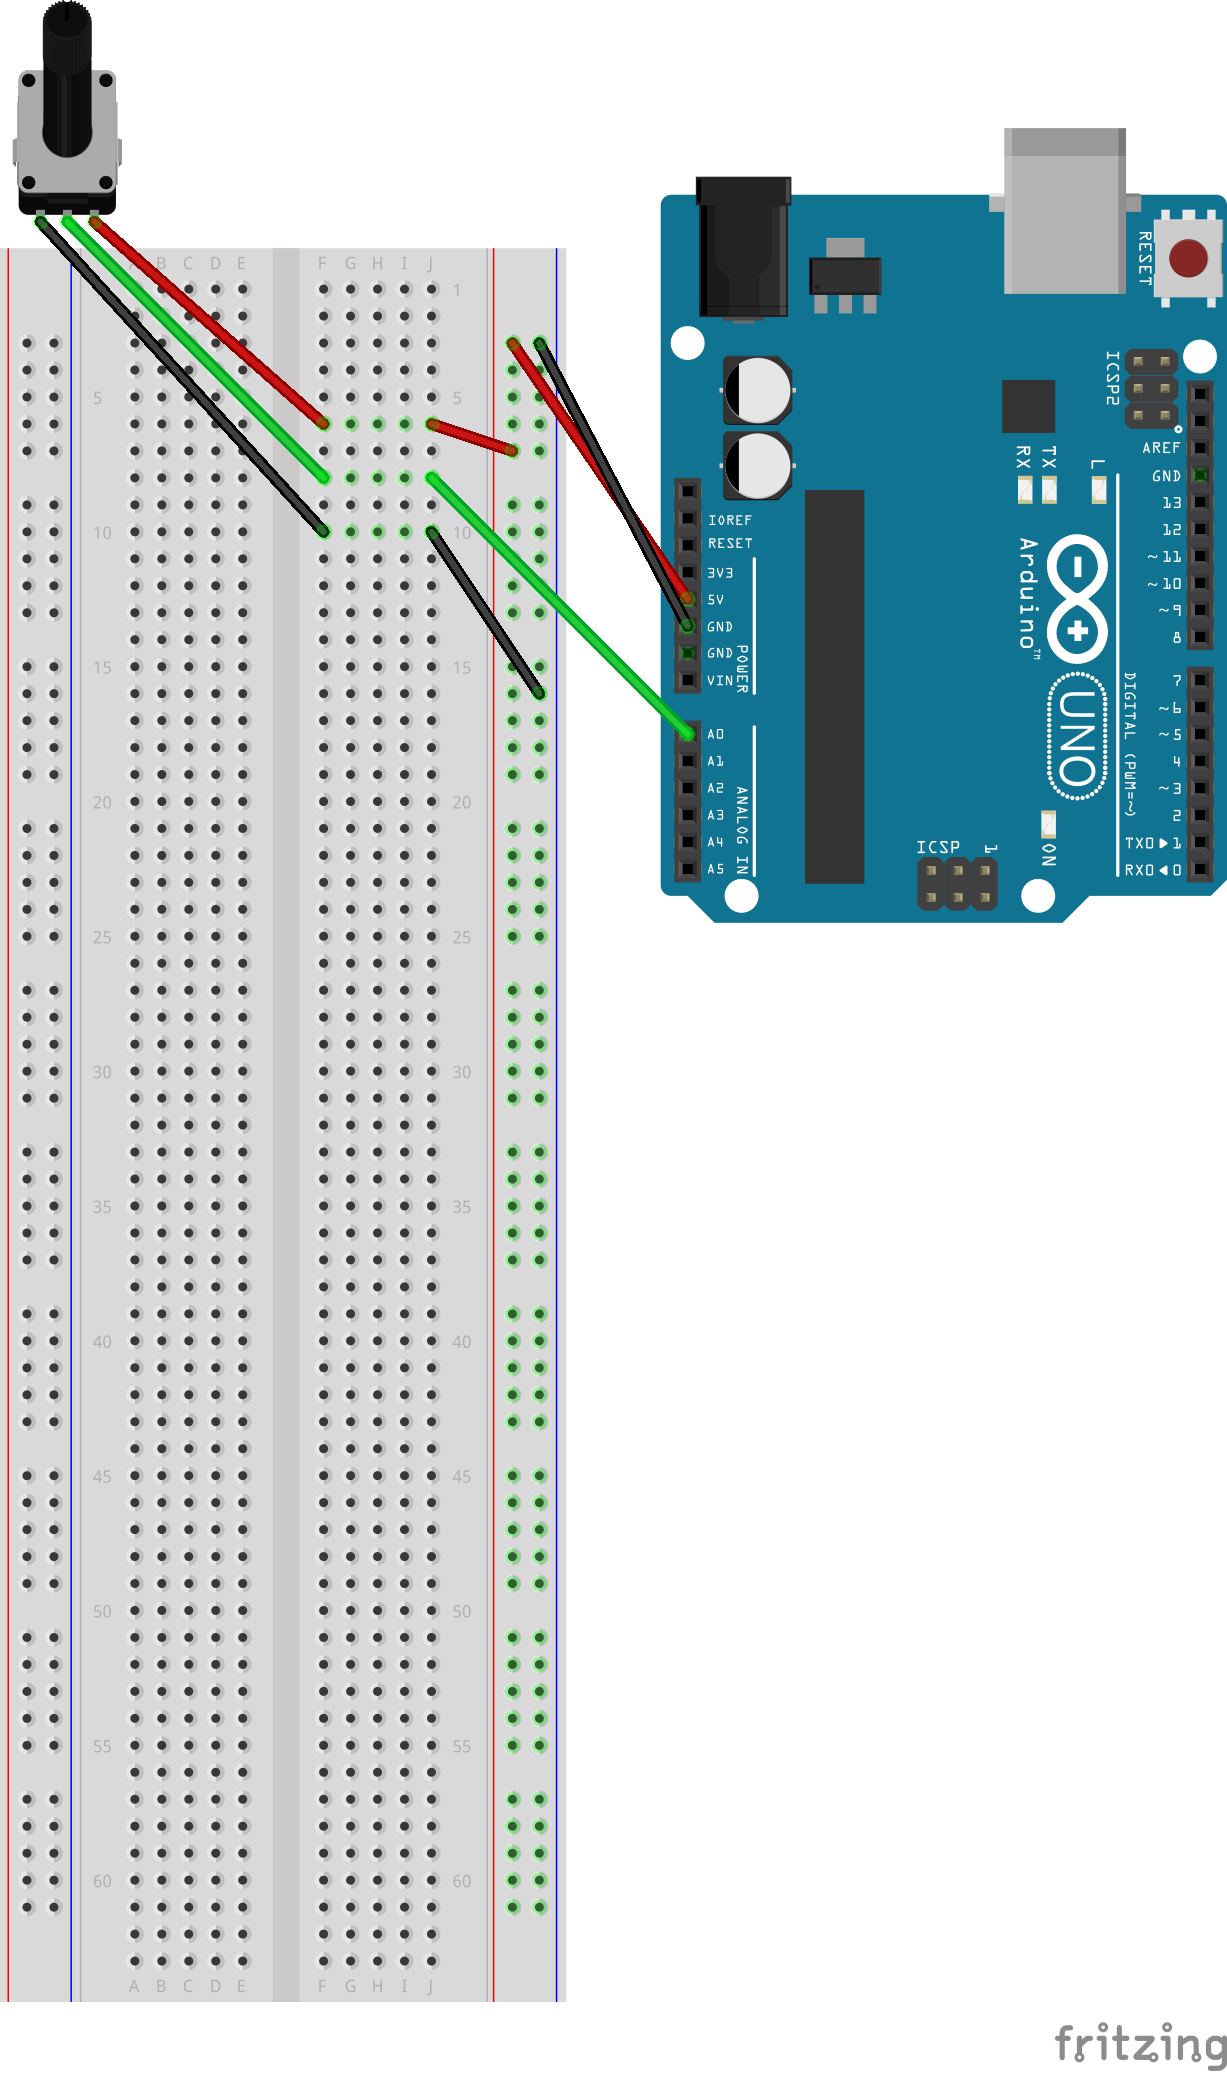 A B C D E F G H I J
1
5 5
10
15 15
20 20
25 25
30 30
35 35
40 40
45 45
50 50
55 55
60 60
A B C D E F G H I J
RESET
ICSP2
AREF
GND
13
12
~11
~10
~9
8
7
~6
~5
4
~3
2
TX0▶1
RX0◀0
RX
TX
L
IOREF
RESET
3V3
5V
GND
GND
VIN
POWER
A0
A1
A2
A3
A4
A5
ANALOG IN
Arduino™
UNO
DIGITAL (PWM=~)
ON
ICSP 1
fritzing